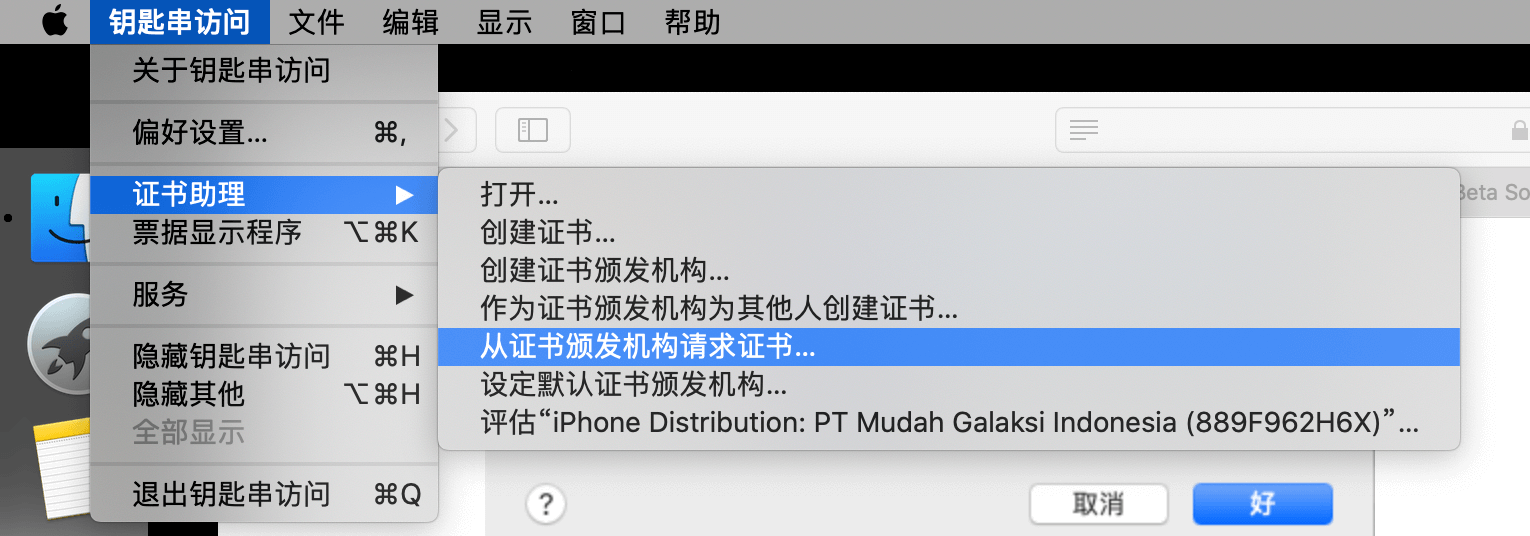 钥匙串访问 文件 编辑 显示 窗口 帮助
关于钥匙串访问
偏好设置... ⌘,
证书助理 ▶
票据显示程序 ⌥⌘K
服务 ▶
隐藏钥匙串访问 ⌘H
隐藏其他 ⌥⌘H
全部显示
退出钥匙串访问 ⌘Q
打开...
创建证书...
创建证书颁发机构...
作为证书颁发机构为其他人创建证书...
从证书颁发机构请求证书...
设定默认证书颁发机构...
评估“iPhone Distribution: PT Mudah Galaksi Indonesia (889F962H6X)”...
Beta So
? 取消 好